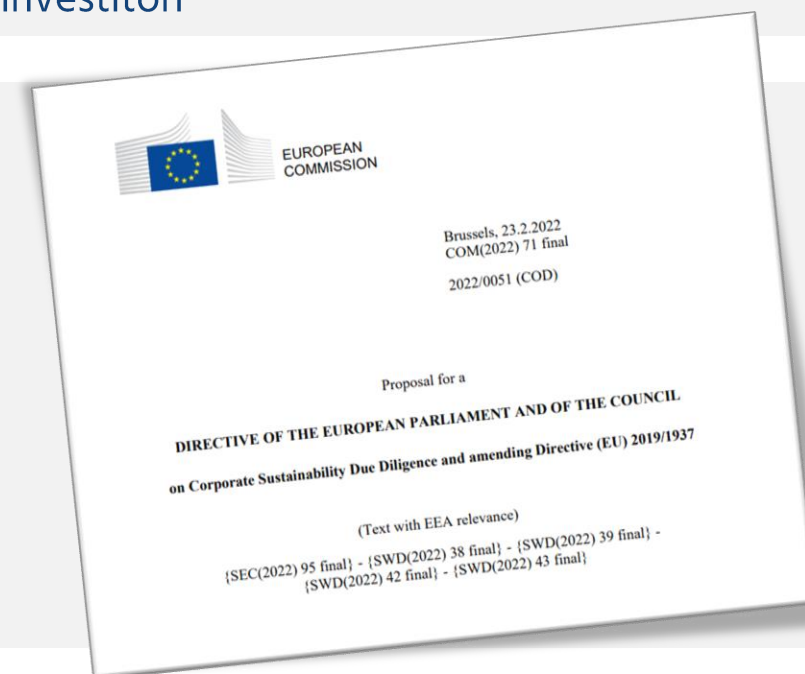 investitori
EUROPEAN
COMMISSION
Brussels, 23.2.2022
COM(2022) 71 final
2022/0051 (COD)
Proposal for a
DIRECTIVE OF THE EUROPEAN PARLIAMENT AND OF THE COUNCIL
on Corporate Sustainability Due Diligence and amending Directive (EU) 2019/1937
(Text with EEA relevance)
{SEC(2022) 95 final} - {SWD(2022) 38 final} - {SWD(2022) 39 final} -
{SWD(2022) 42 final} - {SWD(2022) 43 final}